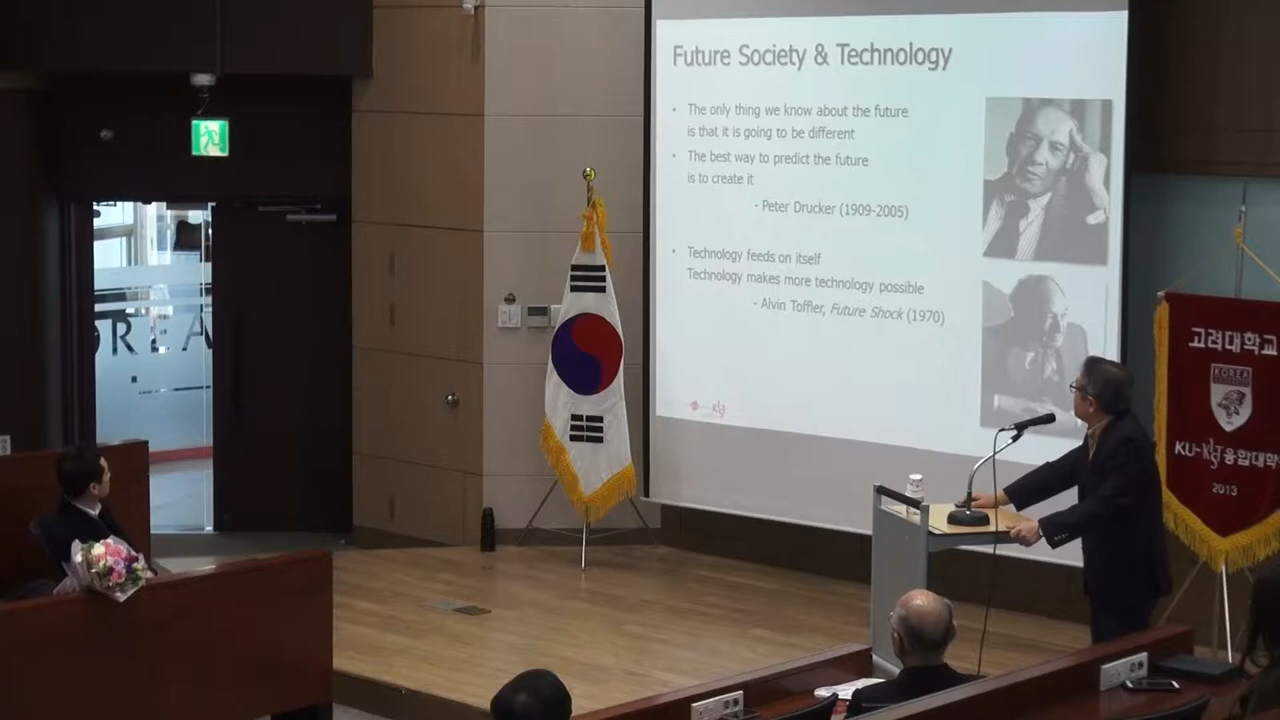 Future Society & Technology
• The only thing we know about the future
is that it is going to be different
• The best way to predict the future
is to create it
- Peter Drucker (1909-2005)
• Technology feeds on itself
Technology makes more technology possible
- Alvin Toffler, Future Shock (1970)
OREA
고려대학교
KOREA
KU-KIST융합대학
2013